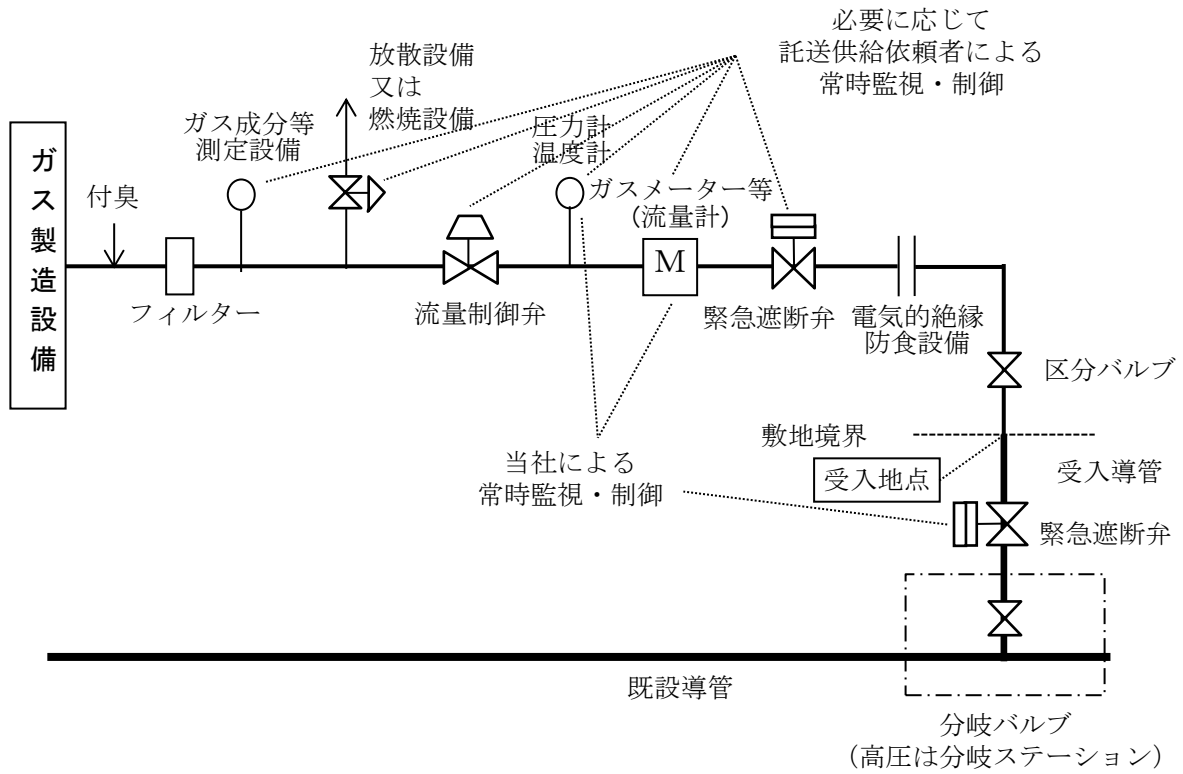 必要に応じて
託送供給依頼者による
常時監視・制御
放散設備
又は
燃焼設備
ガス成分等
測定設備
圧力計
温度計
ガス製造設備
付臭
ガスメーター等
(流量計)
M
フィルター
流量制御弁
緊急遮断弁
電気的絶縁
防食設備
区分バルブ
敷地境界
当社による
常時監視・制御
受入地点
受入導管
緊急遮断弁
既設導管
分岐バルブ
(高圧は分岐ステーション)